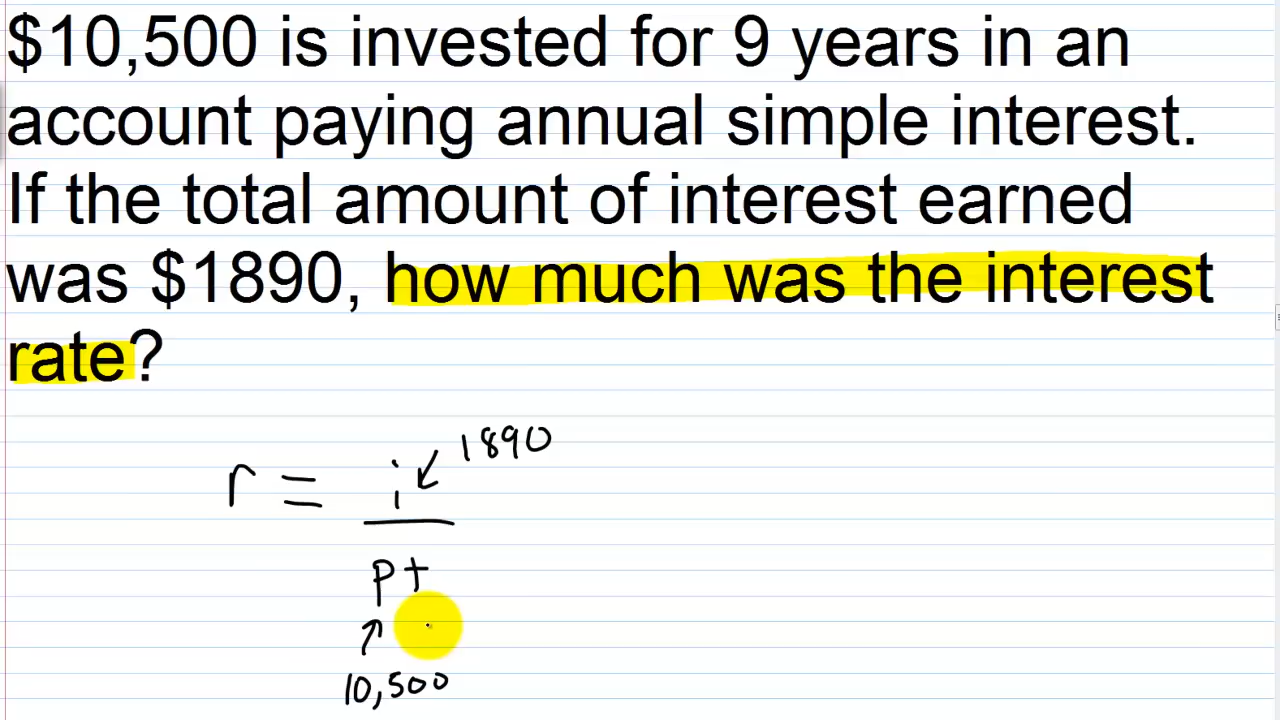 $10,500 is invested for 9 years in an
account paying annual simple interest.
If the total amount of interest earned
was $1890, how much was the interest
rate?
1890
r = i
pt
10,500